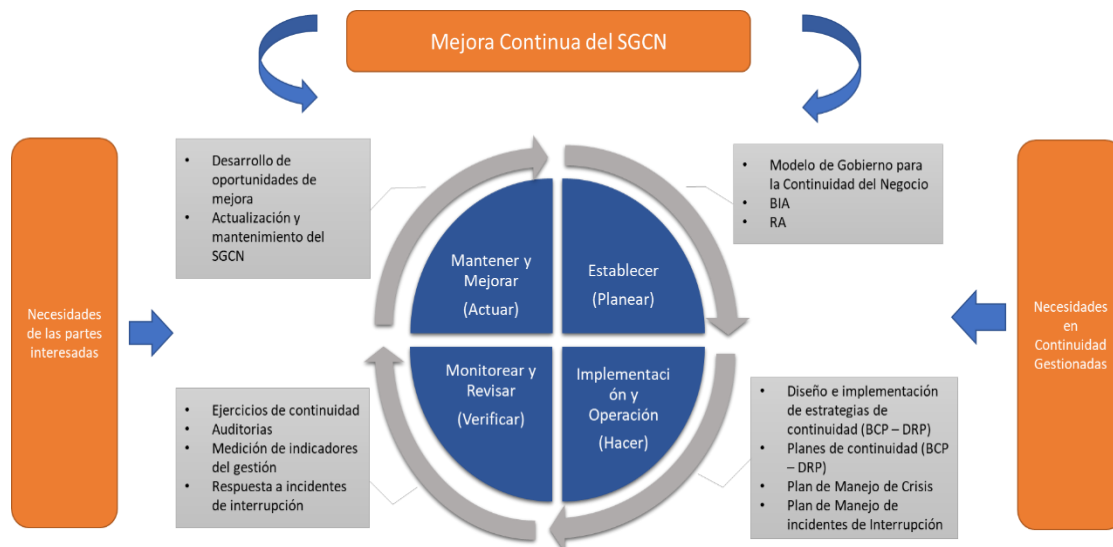 Mejora Continua del SGCN
Necesidades
de las partes
interesadas
• Desarrollo de
oportunidades de
mejora
• Actualización y
mantenimiento del
SGCN
• Modelo de Gobierno para
la Continuidad del Negocio
• BIA
• RA
Mantener y
Mejorar
(Actuar)
Establecer
(Planear)
Monitorear y
Revisar
(Verificar)
Implementaci
ón y
Operación
(Hacer)
• Ejercicios de continuidad
• Auditorias
• Medición de indicadores
del gestión
• Respuesta a incidentes
de interrupción
• Diseño e implementación
de estrategias de
continuidad (BCP – DRP)
• Planes de continuidad (BCP
– DRP)
• Plan de Manejo de Crisis
• Plan de Manejo de
incidentes de Interrupción
Necesidades
en
Continuidad
Gestionadas